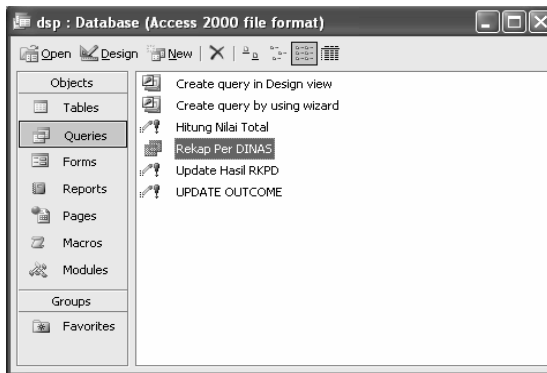 dsp : Database (Access 2000 file format)
Open Design New
Objects
Tables
Queries
Forms
Reports
Pages
Macros
Modules
Groups
Favorites
Create query in Design view
Create query by using wizard
Hitung Nilai Total
Rekap Per DINAS
Update Hasil RKPD
UPDATE OUTCOME